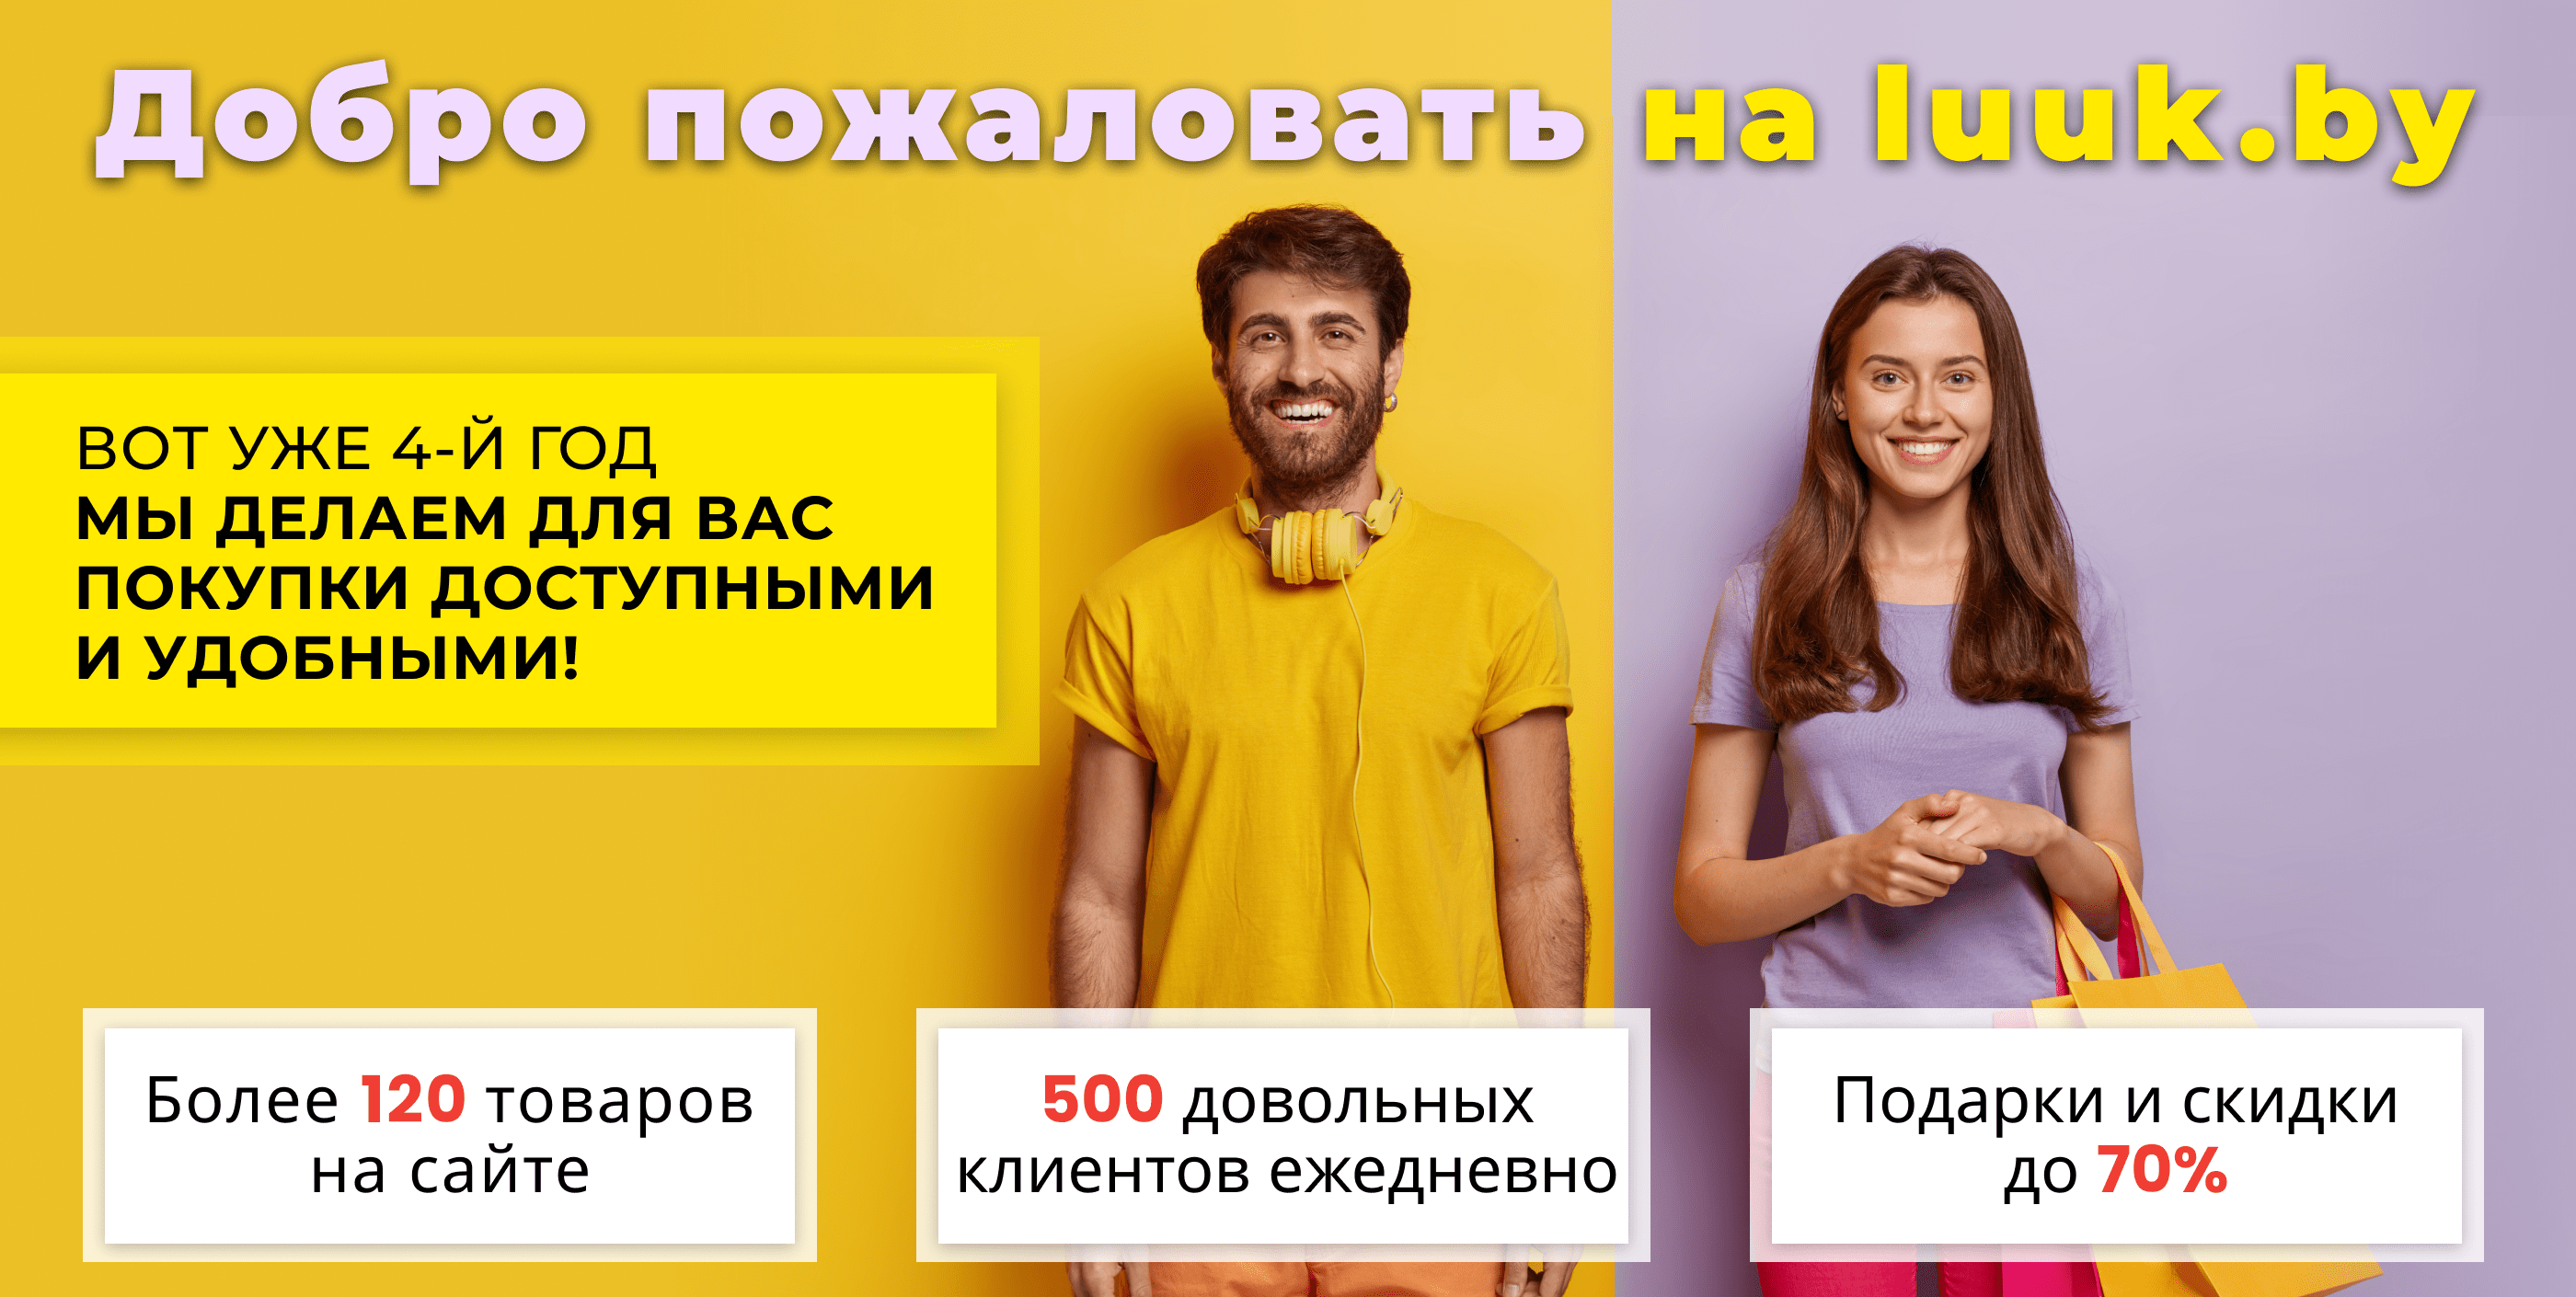 Добро пожаловать на luuk.by
ВОТ УЖЕ 4-Й ГОД
МЫ ДЕЛАЕМ ДЛЯ ВАС
ПОКУПКИ ДОСТУПНЫМИ
И УДОБНЫМИ!
Более 120 товаров
на сайте
500 довольных
клиентов ежедневно
Подарки и скидки
до 70%